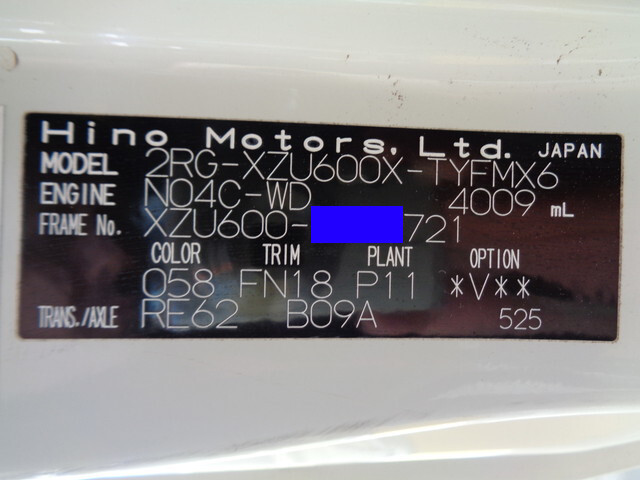 Hino Motors, Ltd. JAPAN
MODEL 2RG-XZU600X-TYFMX6
ENGINE N04C-WD 4009 mL
FRAME No. XZU600- 721
COLOR TRIM PLANT OPTION
058 FN18 P11 *V**
TRANS./AXLE RE62 B09A 525